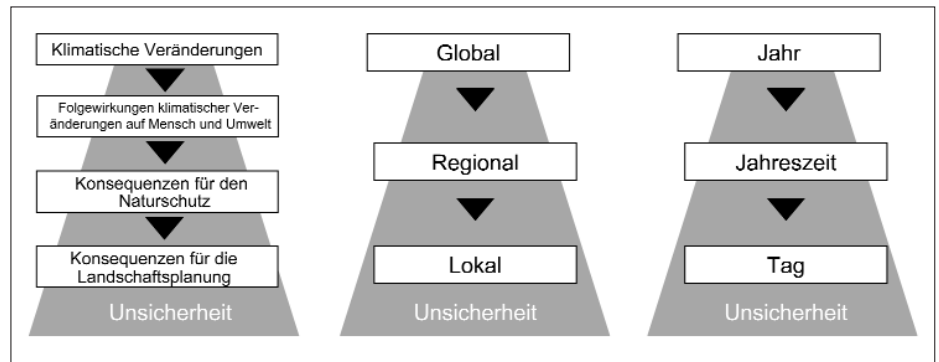 Klimatische Veränderungen
Folgewirkungen klimatischer Ver-
änderungen auf Mensch und Umwelt
Konsequenzen für den
Naturschutz
Konsequenzen für die
Landschaftsplanung
Unsicherheit
Global
Regional
Lokal
Unsicherheit
Jahr
Jahreszeit
Tag
Unsicherheit